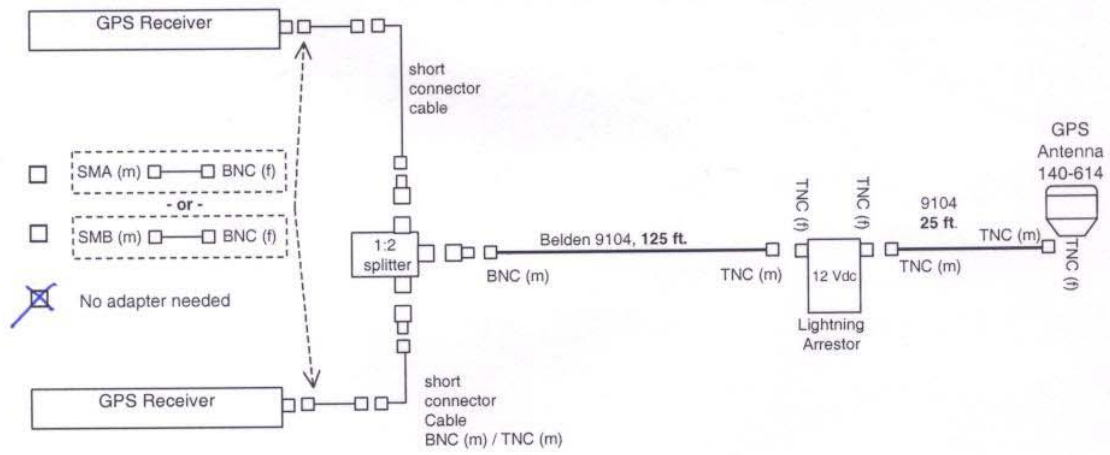 GPS Receiver
short
connector
cable
SMA (m) BNC (f)
- or -
SMB (m) BNC (f)
No adapter needed
1:2
splitter
Belden 9104, 125 ft.
BNC (m)
TNC (m)
TNC (f)
TNC (f)
12 Vdc
Lightning
Arrestor
9104
25 ft.
TNC (m)
TNC (m)
GPS
Antenna
140-614
TNC (f)
GPS Receiver
short
connector
Cable
BNC (m) / TNC (m)